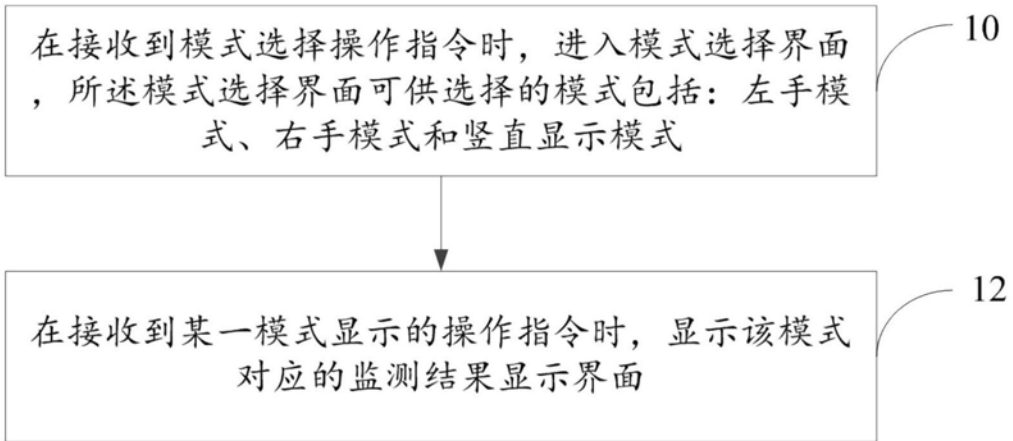 在接收到模式选择操作指令时，进入模式选择界面
，所述模式选择界面可供选择的模式包括：左手模
式、右手模式和竖直显示模式
10
在接收到某一模式显示的操作指令时，显示该模式
对应的监测结果显示界面
12